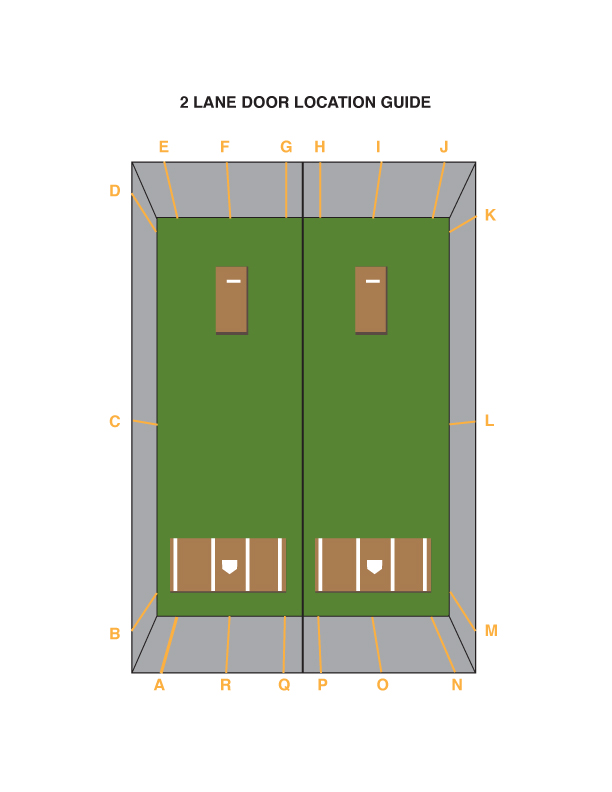 2 LANE DOOR LOCATION GUIDE
E F G H I J
D
K
C L
B M
A R Q P O N